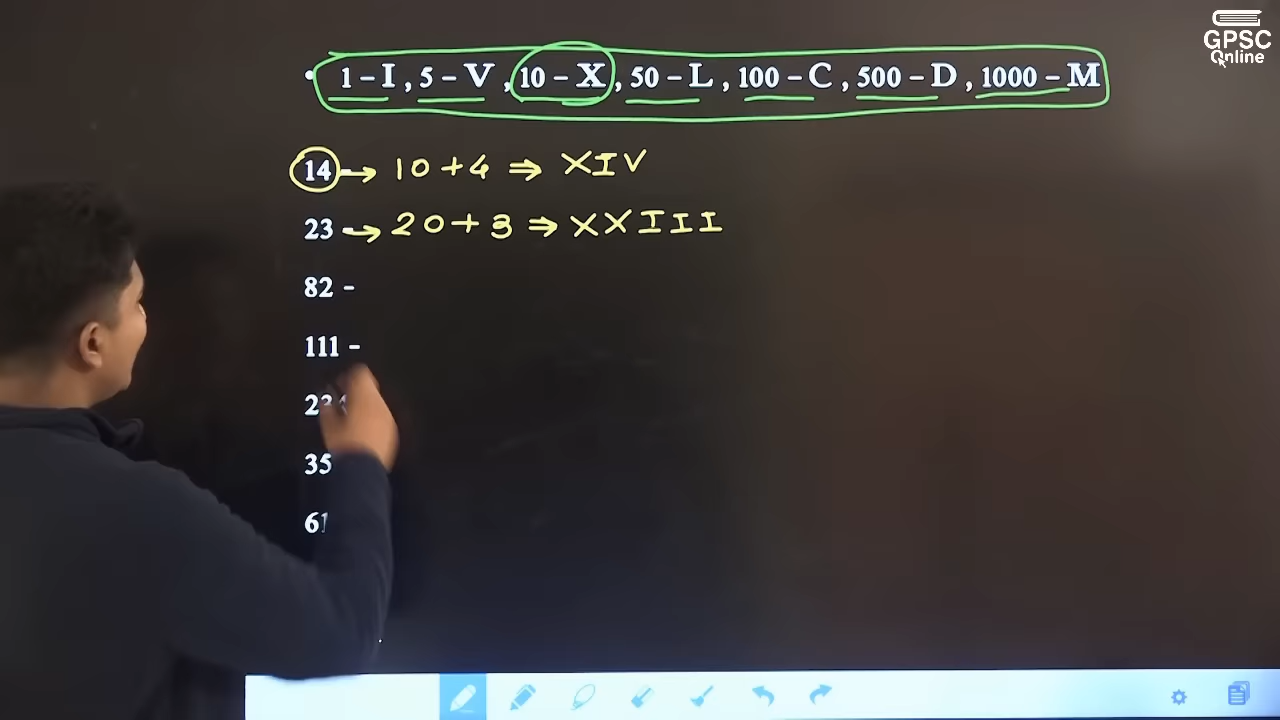 GPSC
Online
• 1 – I , 5 – V , 10 – X , 50 – L , 100 – C , 500 – D , 1000 – M
14 - → 10 + 4 ⇒ XIV
23 - → 20 + 3 ⇒ XXIII
82 -
111 -
35